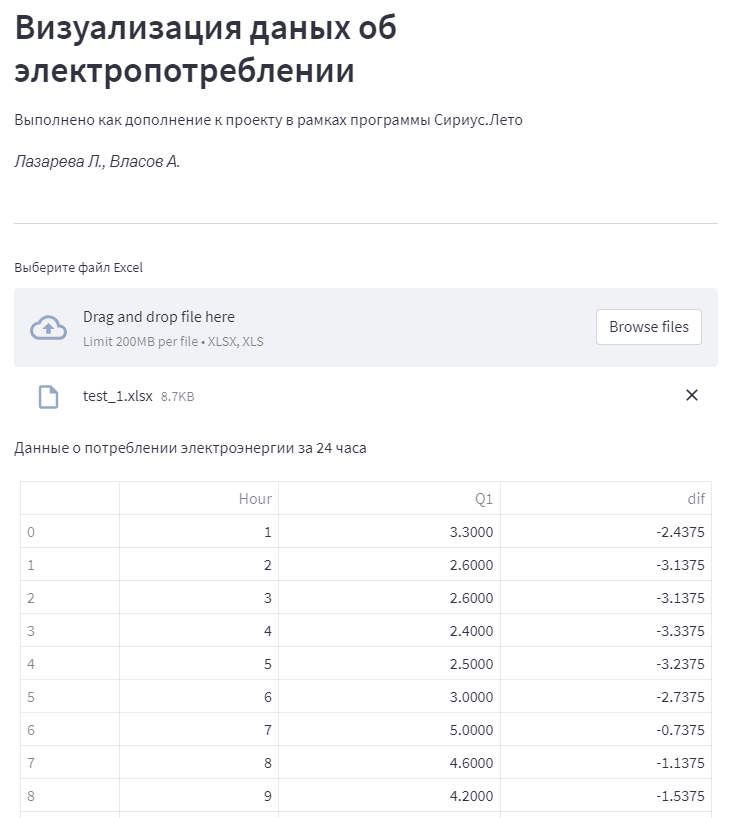 Визуализация даных об
электропотреблении
Выполнено как дополнение к проекту в рамках программы Сириус.Лето
Лазарева Л., Власов А.
Выберите файл Excel
Drag and drop file here
Limit 200MB per file • XLSX, XLS
Browse files
test_1.xlsx 8.7KB
Данные о потреблении электроэнергии за 24 часа
Hour Q1 dif
0 1 3.3000 -2.4375
1 2 2.6000 -3.1375
2 3 2.6000 -3.1375
3 4 2.4000 -3.3375
4 5 2.5000 -3.2375
5 6 3.0000 -2.7375
6 7 5.0000 -0.7375
7 8 4.6000 -1.1375
8 9 4.2000 -1.5375